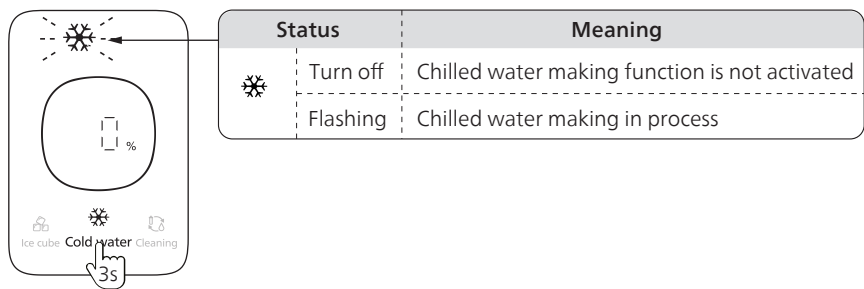 Status Meaning
Turn off Chilled water making function is not activated
Flashing Chilled water making in process
0 %
Ice cube Cold water Cleaning
3s